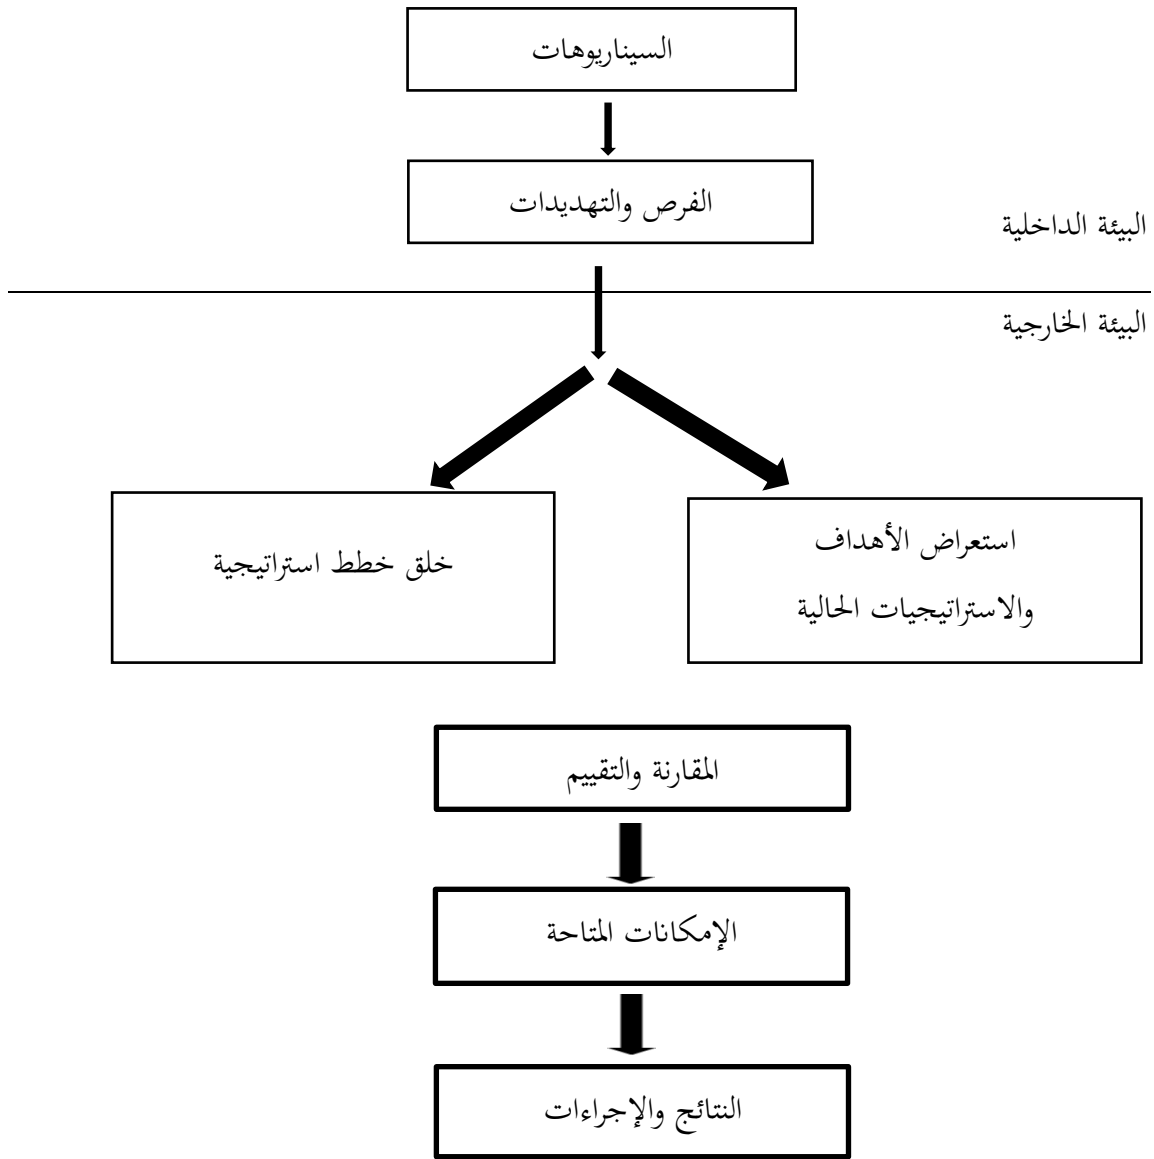 السيناريوهات
الفرص والتهديدات
البيئة الداخلية
البيئة الخارجية
استعراض الأهداف
والاستراتيجيات الحالية
خلق خطط استراتيجية
المقارنة والتقييم
الإمكانات المتاحة
النتائج والإجراءات